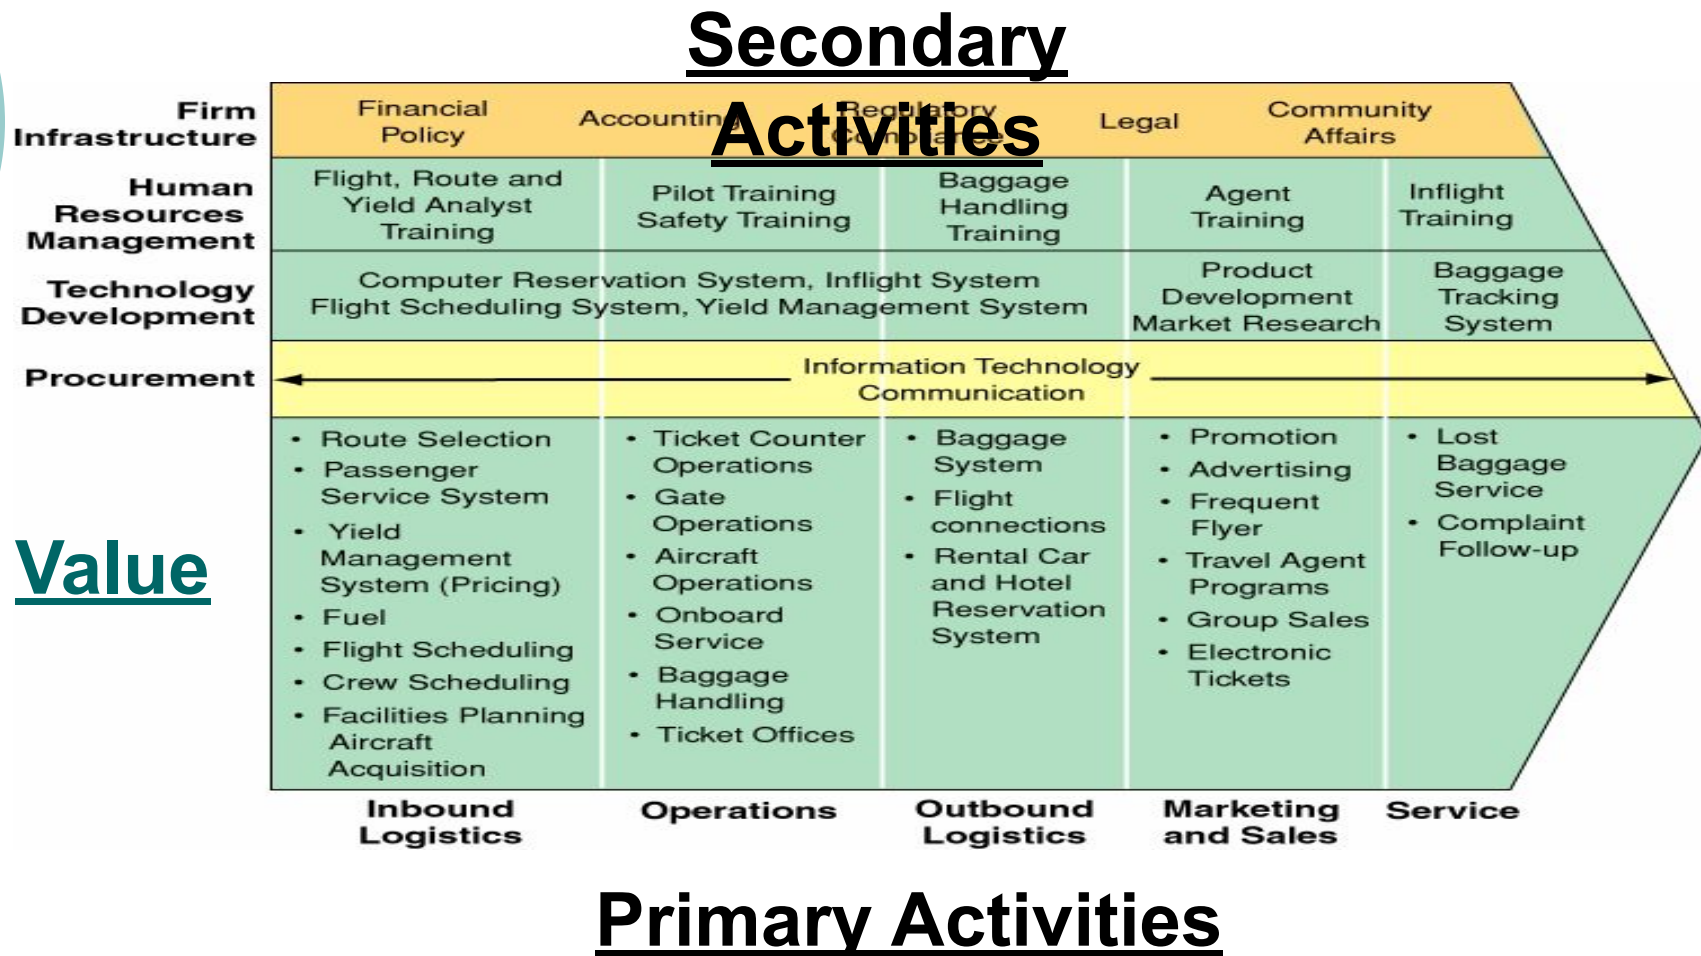 Secondary
Activities
Firm
Infrastructure
Financial
Policy
Accounting
Regulatory
Compliance
Legal
Community
Affairs
Human
Resources
Management
Flight, Route and
Yield Analyst
Training
Pilot Training
Safety Training
Baggage
Handling
Training
Agent
Training
Inflight
Training
Technology
Development
Computer Reservation System, Inflight System
Flight Scheduling System, Yield Management System
Product
Development
Market Research
Baggage
Tracking
System
Procurement
Information Technology
Communication
Value
• Route Selection
• Passenger
Service System
• Yield
Management
System (Pricing)
• Fuel
• Flight Scheduling
• Crew Scheduling
• Facilities Planning
Aircraft
Acquisition
• Ticket Counter
Operations
• Gate
Operations
• Aircraft
Operations
• Onboard
Service
• Baggage
Handling
• Ticket Offices
• Baggage
System
• Flight
connections
• Rental Car
and Hotel
Reservation
System
• Promotion
• Advertising
• Frequent
Flyer
• Travel Agent
Programs
• Group Sales
• Electronic
Tickets
• Lost
Baggage
Service
• Complaint
Follow-up
Inbound
Logistics
Operations
Outbound
Logistics
Marketing
and Sales
Service
Primary Activities